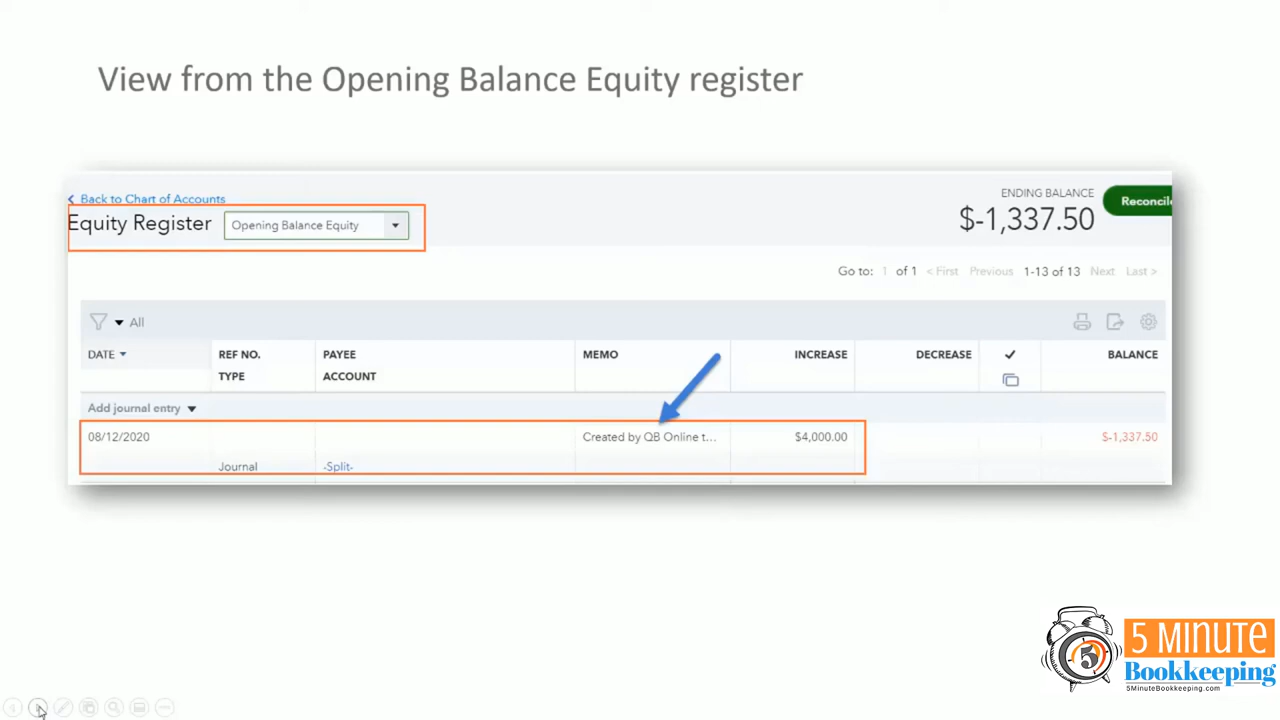 View from the Opening Balance Equity register
Back to Chart of Accounts
ENDING BALANCE
Equity Register Opening Balance Equity
$-1,337.50
Reconcile
Go to: 1 of 1 < First Previous 1-13 of 13 Next Last >
All
DATE REF NO. PAYEE MEMO INCREASE DECREASE ✓ BALANCE
TYPE ACCOUNT
Add journal entry
08/12/2020 Created by QB Online t... $4,000.00 $-1,337.50
Journal -Split-
5
5 MINUTE
Bookkeeping
5MinuteBookkeeping.com